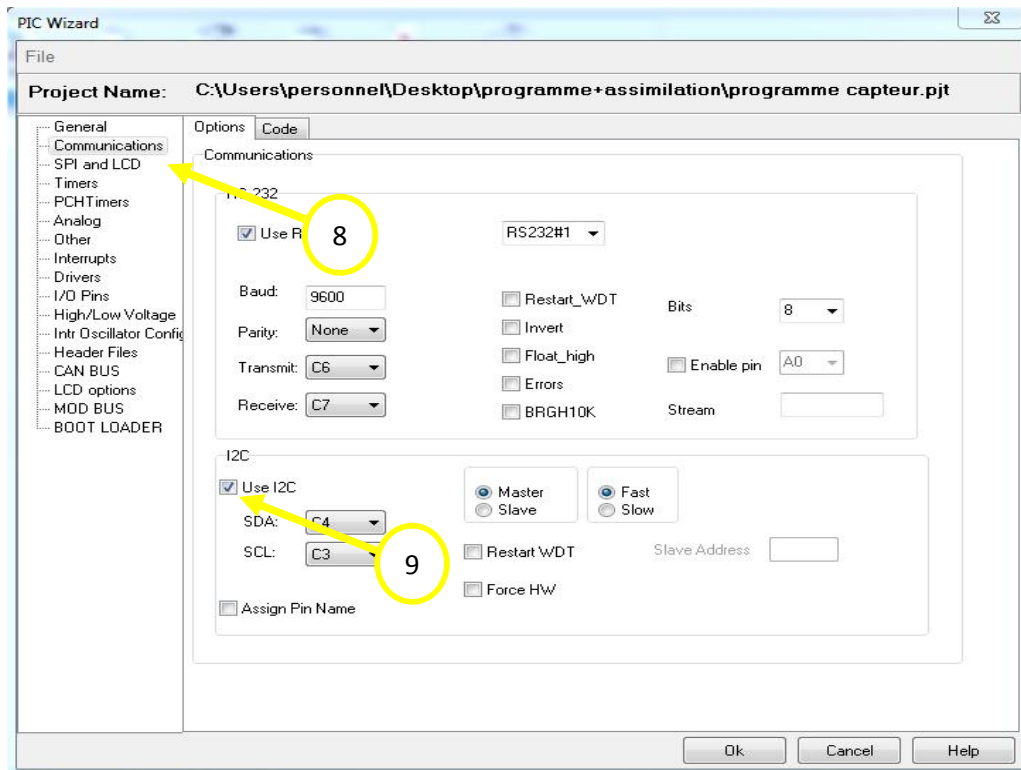 PIC Wizard
File
Project Name: C:\Users\personnel\Desktop\programme+assimilation\programme capteur.pjt
General
Communications
SPI and LCD
Timers
PCHTimers
Analog
Other
Interrupts
Drivers
I/O Pins
High/Low Voltage
Intr Oscillator Config
Header Files
CAN BUS
LCD options
MOD BUS
BOOT LOADER
Options Code
Communications
232
Use R 8 RS232#1
Baud: 9600 Restart_WDT Bits 8
Parity: None Invert
Transmit: C6 Float_high Enable pin A0
Errors
Receive: C7 BRGH10K Stream
I2C
Use I2C Master Fast
Slave Slow
SDA: C4
SCL: C3 9 Restart WDT Slave Address
Force HW
Assign Pin Name
Ok Cancel Help